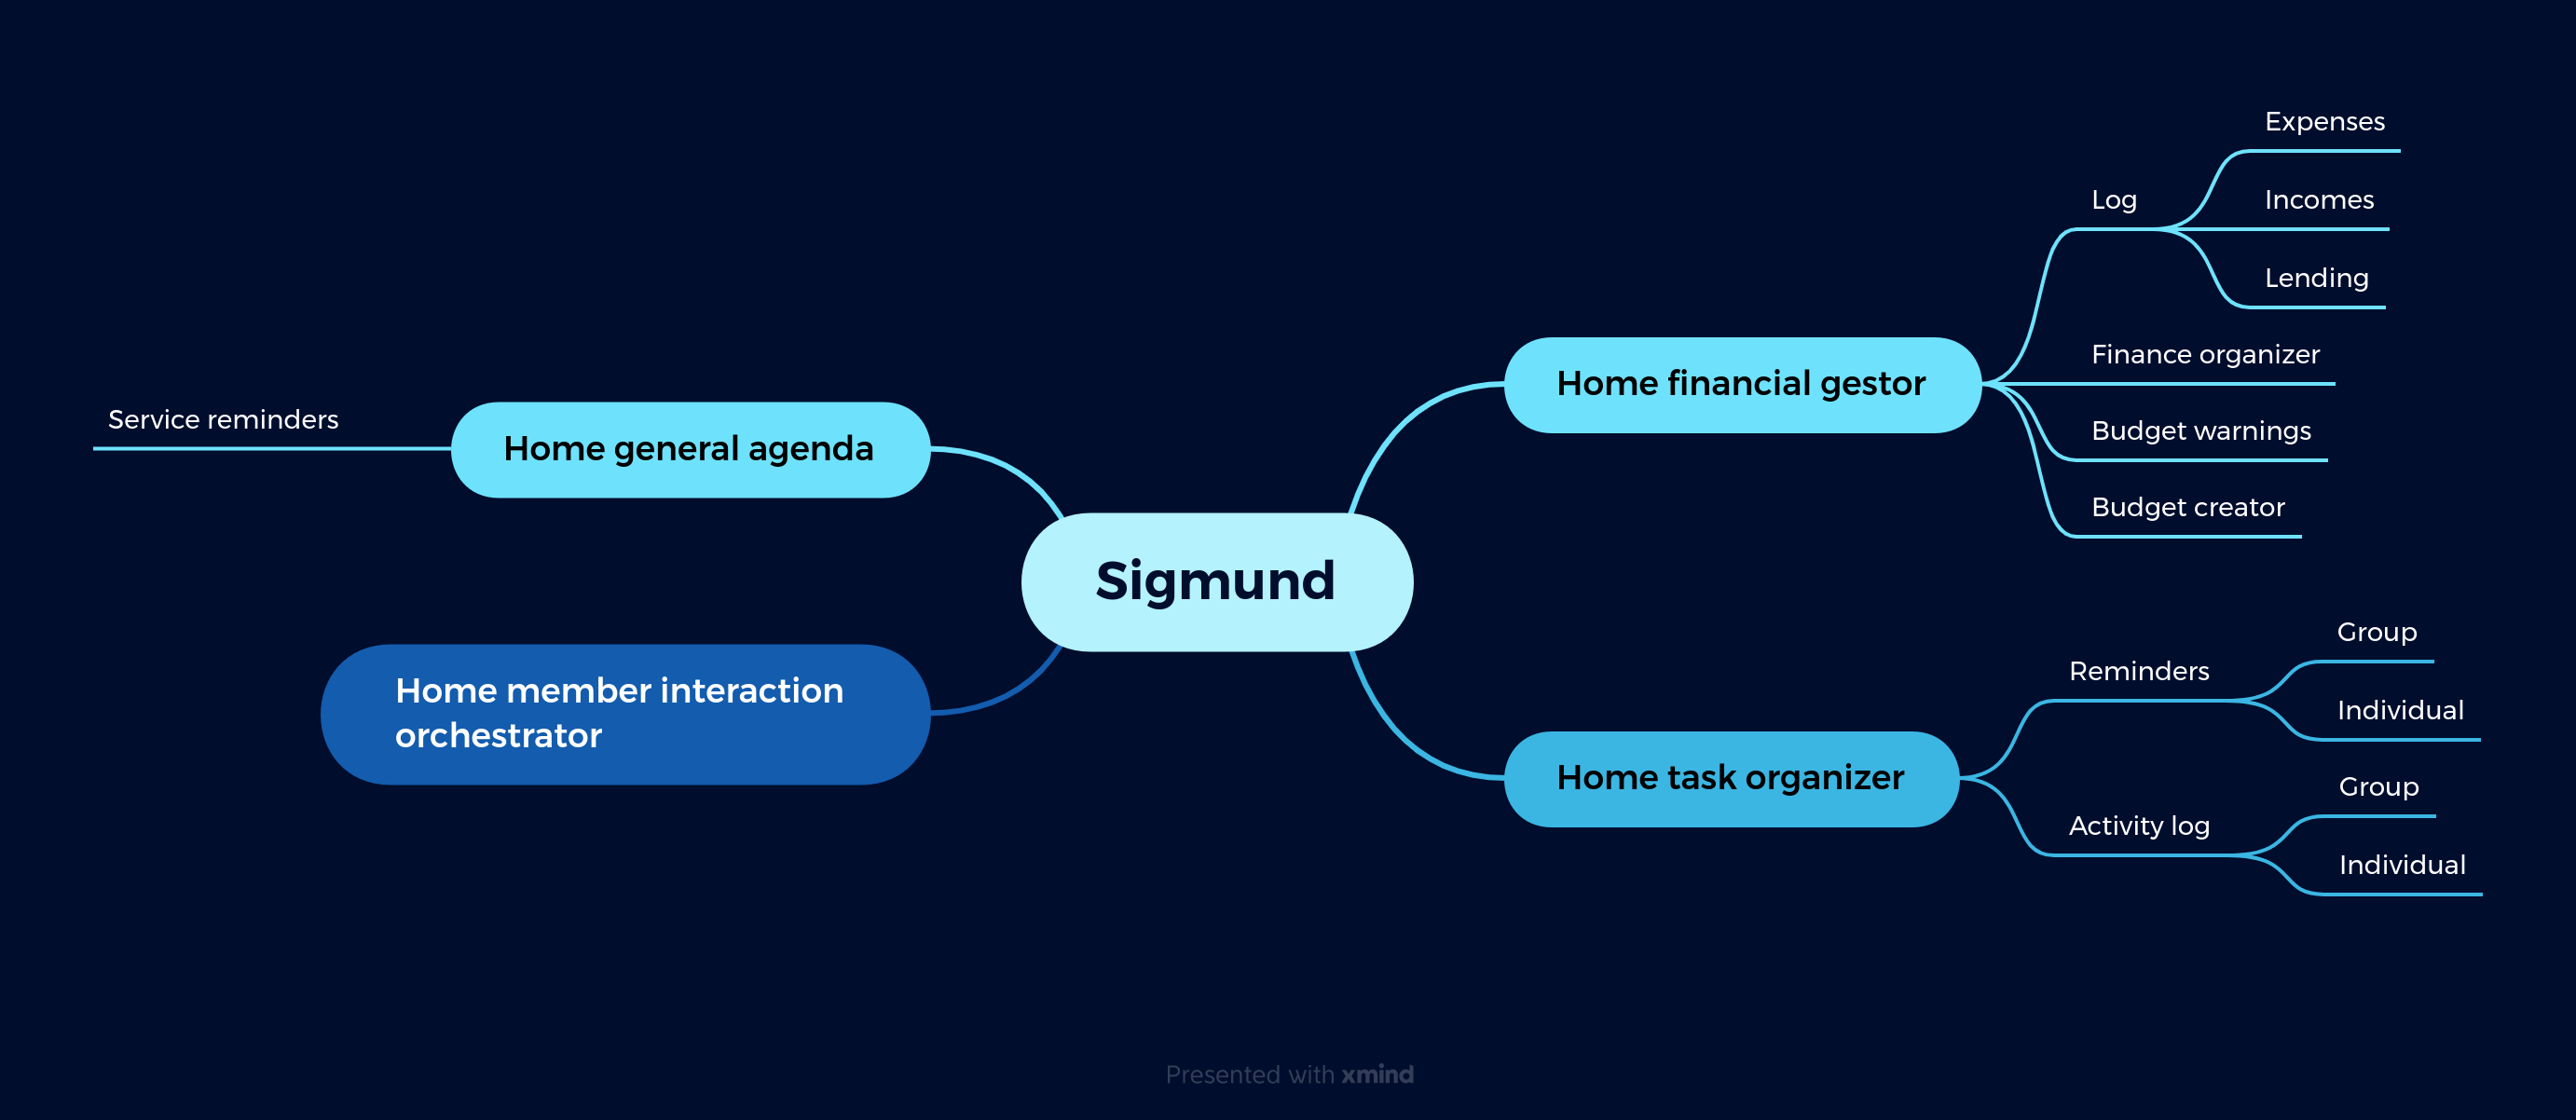 Sigmund
Home financial gestor
Log
Expenses
Incomes
Lending
Finance organizer
Budget warnings
Budget creator
Home task organizer
Reminders
Group
Individual
Activity log
Group
Individual
Home general agenda
Service reminders
Home member interaction
orchestrator
Presented with xmind